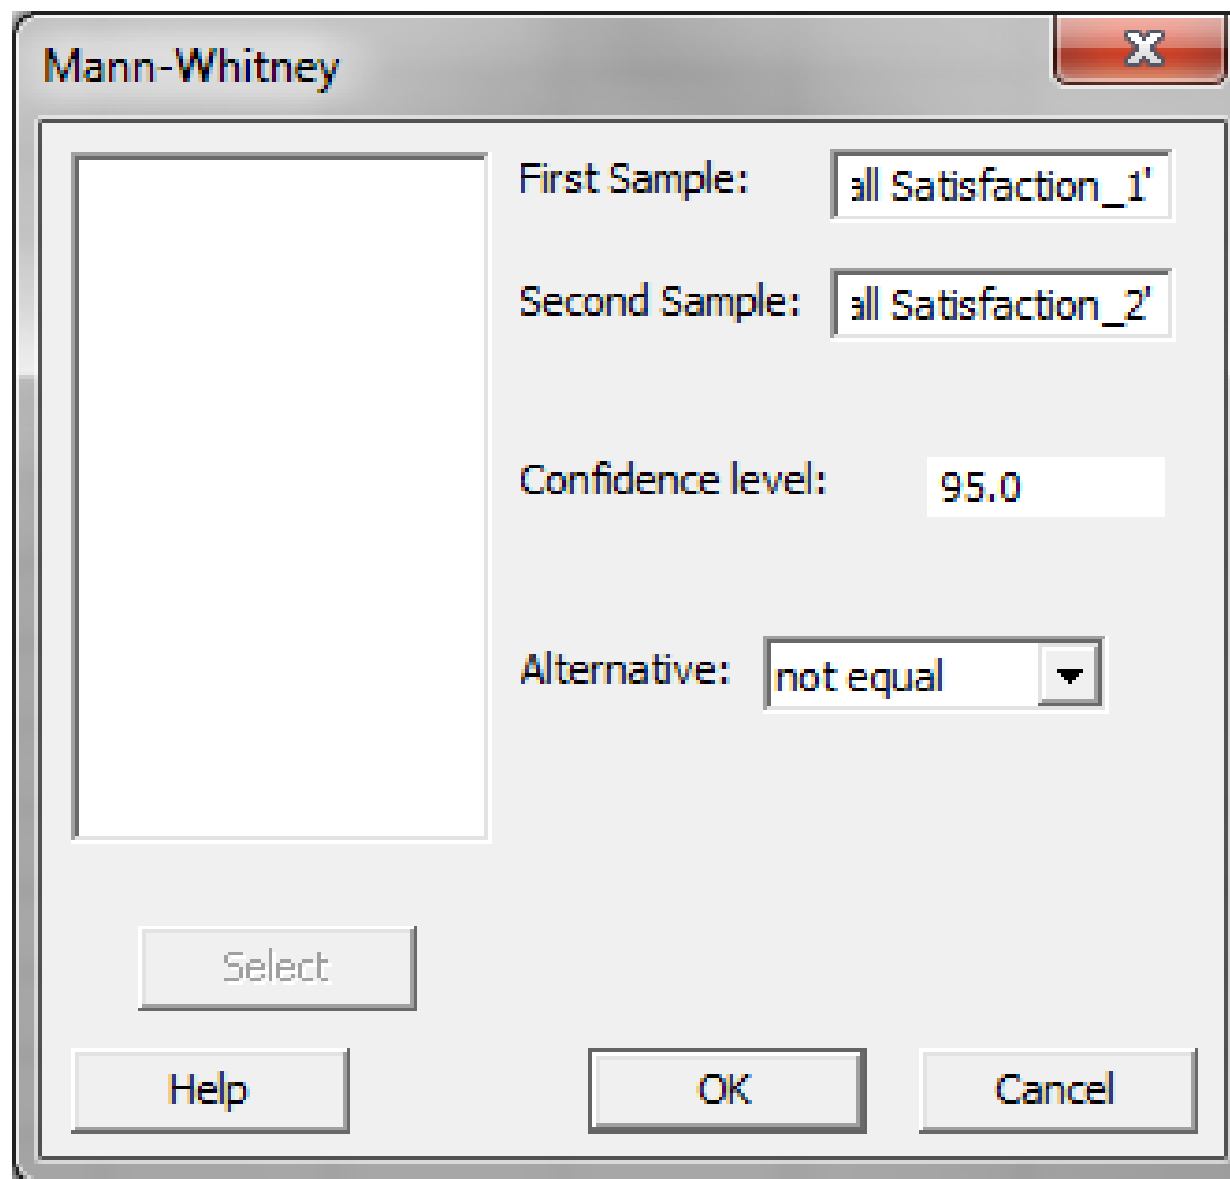 Mann-Whitney
First Sample: all Satisfaction_1'
Second Sample: all Satisfaction_2'
Confidence level: 95.0
Alternative: not equal
Select
Help OK Cancel